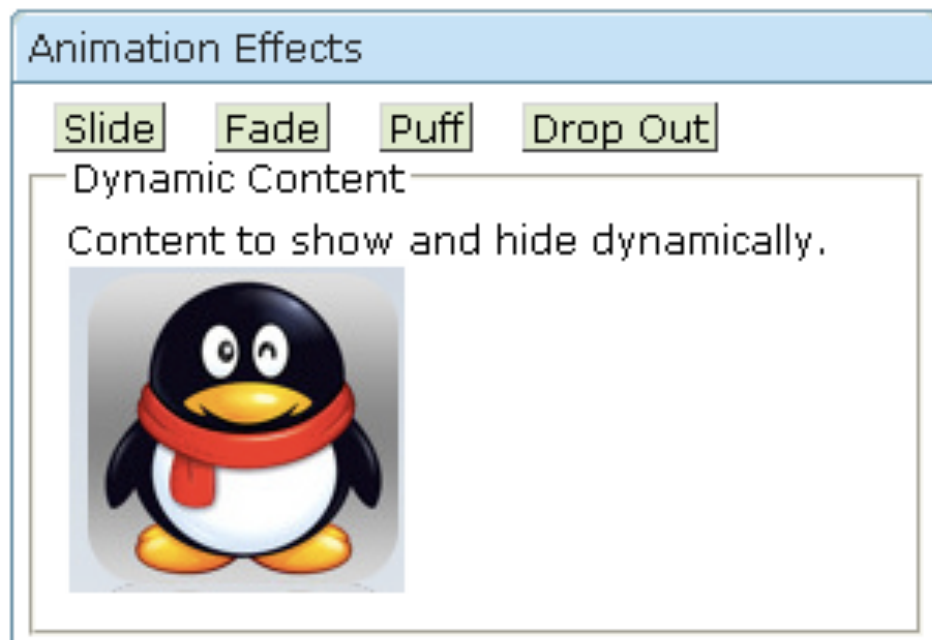 Animation Effects
Slide Fade Puff Drop Out
Dynamic Content
Content to show and hide dynamically.